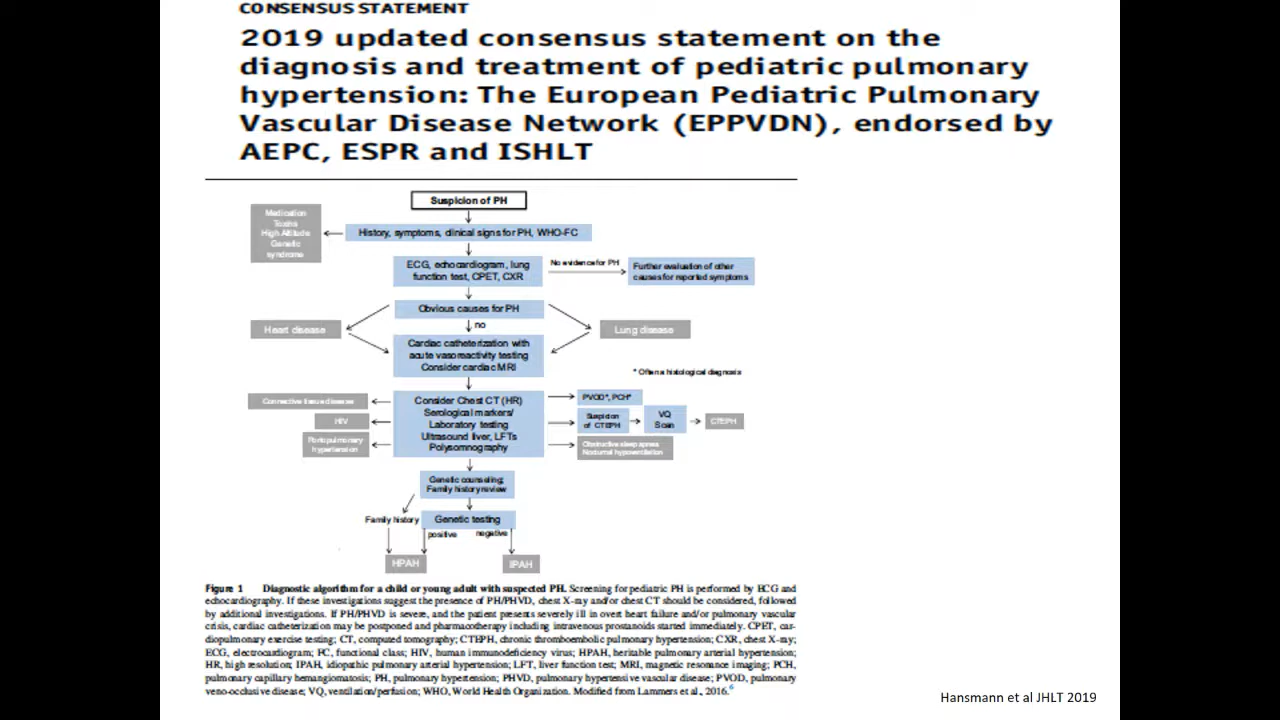 CONSENSUS STATEMENT
2019 updated consensus statement on the
diagnosis and treatment of pediatric pulmonary
hypertension: The European Pediatric Pulmonary
Vascular Disease Network (EPPVDN), endorsed by
AEPC, ESPR and ISHLT
Suspicion of PH
Medication
Toxins
High Altitude
Genetic
syndrome
History, symptoms, clinical signs for PH, WHO-FC
ECG, echocardiogram, lung
function test, CPET, CXR
No evidence for PH
Further evaluation of other
causes for reported symptoms
Obvious causes for PH
no
Heart disease
Lung disease
Cardiac catheterization with
acute vasoreactivity testing
Consider cardiac MRI
* Often a histological diagnosis
Connective tissue disease
HIV
Portopulmonary
hypertension
Consider Chest CT (HR)
Serological markers/
Laboratory testing
Ultrasound liver, LFTs
Polysomnography
PVOD*, PCH*
Suspicion
of CTEPH
VQ
Scan
CTEPH
Obstructive sleep apnea
Nocturnal hypoventilation
Genetic counseling;
Family history review
Family history
Genetic testing
positive
negative
HPAH
IPAH
Figure 1 Diagnostic algorithm for a child or young adult with suspected PH. Screening for pediatric PH is performed by ECG and
echocardiography. If these investigations suggest the presence of PH/PHVD, chest X-ray and/or chest CT should be considered, followed
by additional investigations. If PH/PHVD is severe, and the patient presents severely ill in overt heart failure and/or pulmonary vascular
crisis, cardiac catheterization may be postponed and pharmacotherapy including intravenous prostanoids started immediately. CPET, car-
diopulmonary exercise testing; CT, computed tomography; CTEPH, chronic thromboembolic pulmonary hypertension; CXR, chest X-ray;
ECG, electrocardiogram; FC, functional class; HIV, human immunodeficiency virus; HPAH, heritable pulmonary arterial hypertension;
HR, high resolution; IPAH, idiopathic pulmonary arterial hypertension; LFT, liver function test; MRI, magnetic resonance imaging; PCH,
pulmonary capillary hemangiomatosis; PH, pulmonary hypertension; PHVD, pulmonary hypertensive vascular disease; PVOD, pulmonary
veno-occlusive disease; VQ, ventilation/perfusion; WHO, World Health Organization. Modified from Lammers et al., 2016.6
Hansmann et al JHLT 2019